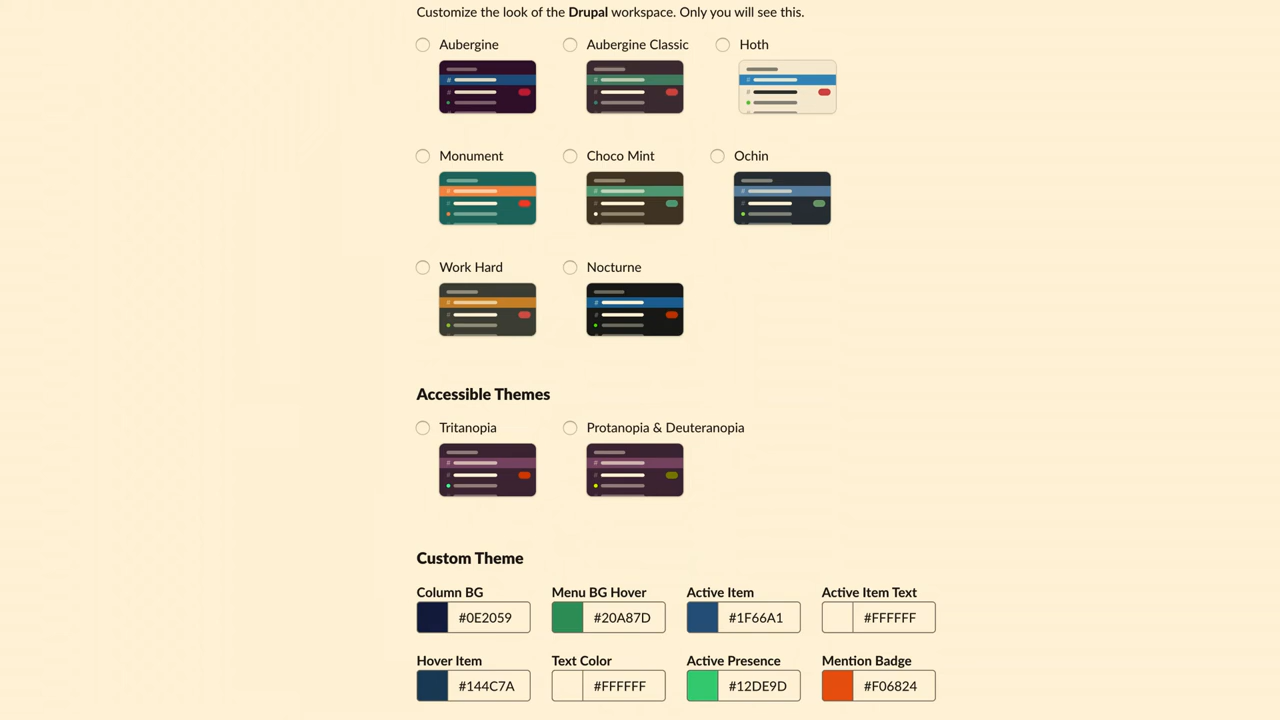 Customize the look of the Drupal workspace. Only you will see this.
Aubergine
Aubergine Classic
Hoth
Monument
Choco Mint
Ochin
Work Hard
Nocturne
Accessible Themes
Tritanopia
Protanopia & Deuteranopia
Custom Theme
Column BG
Menu BG Hover
Active Item
Active Item Text
#0E2059
#20A87D
#1F66A1
#FFFFFF
Hover Item
Text Color
Active Presence
Mention Badge
#144C7A
#FFFFFF
#12DE9D
#F06824